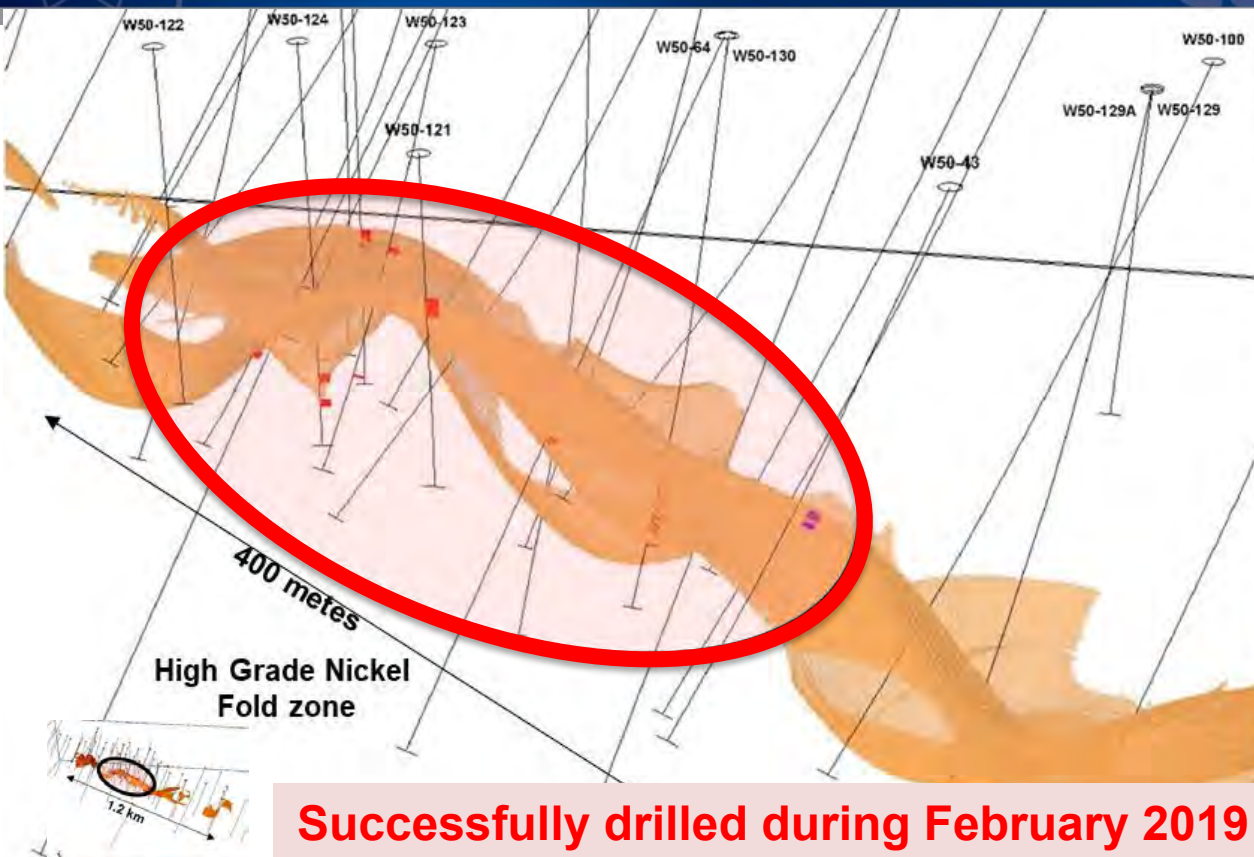 W50-122
W50-124
W50-123
W50-64
W50-130
W50-100
W50-129A
W50-129
W50-121
W50-43
400 metes
High Grade Nickel
Fold zone
1.2 km
Successfully drilled during February 2019